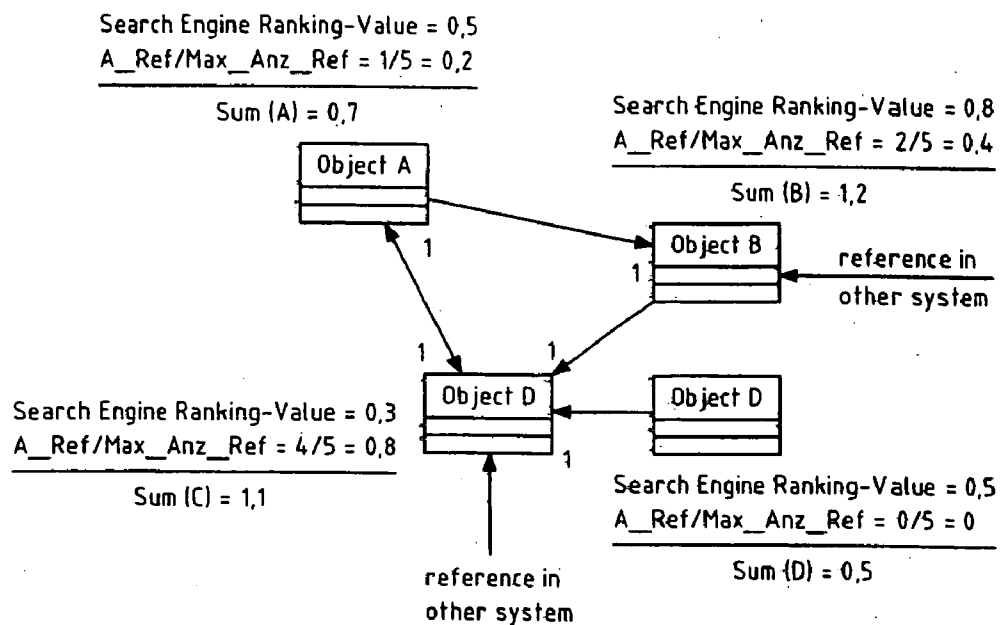 Search Engine Ranking-Value = 0,5
A_Ref/Max_Anz_Ref = 1/5 = 0,2
Sum (A) = 0,7
Search Engine Ranking-Value = 0,8
A_Ref/Max_Anz_Ref = 2/5 = 0,4
Sum (B) = 1,2
Object A
1
Object B
1
reference in
other system
1
1
Object D
Object D
1
Search Engine Ranking-Value = 0,3
A_Ref/Max_Anz_Ref = 4/5 = 0,8
Sum (C) = 1,1
Search Engine Ranking-Value = 0,5
A_Ref/Max_Anz_Ref = 0/5 = 0
Sum (D) = 0,5
reference in
other system